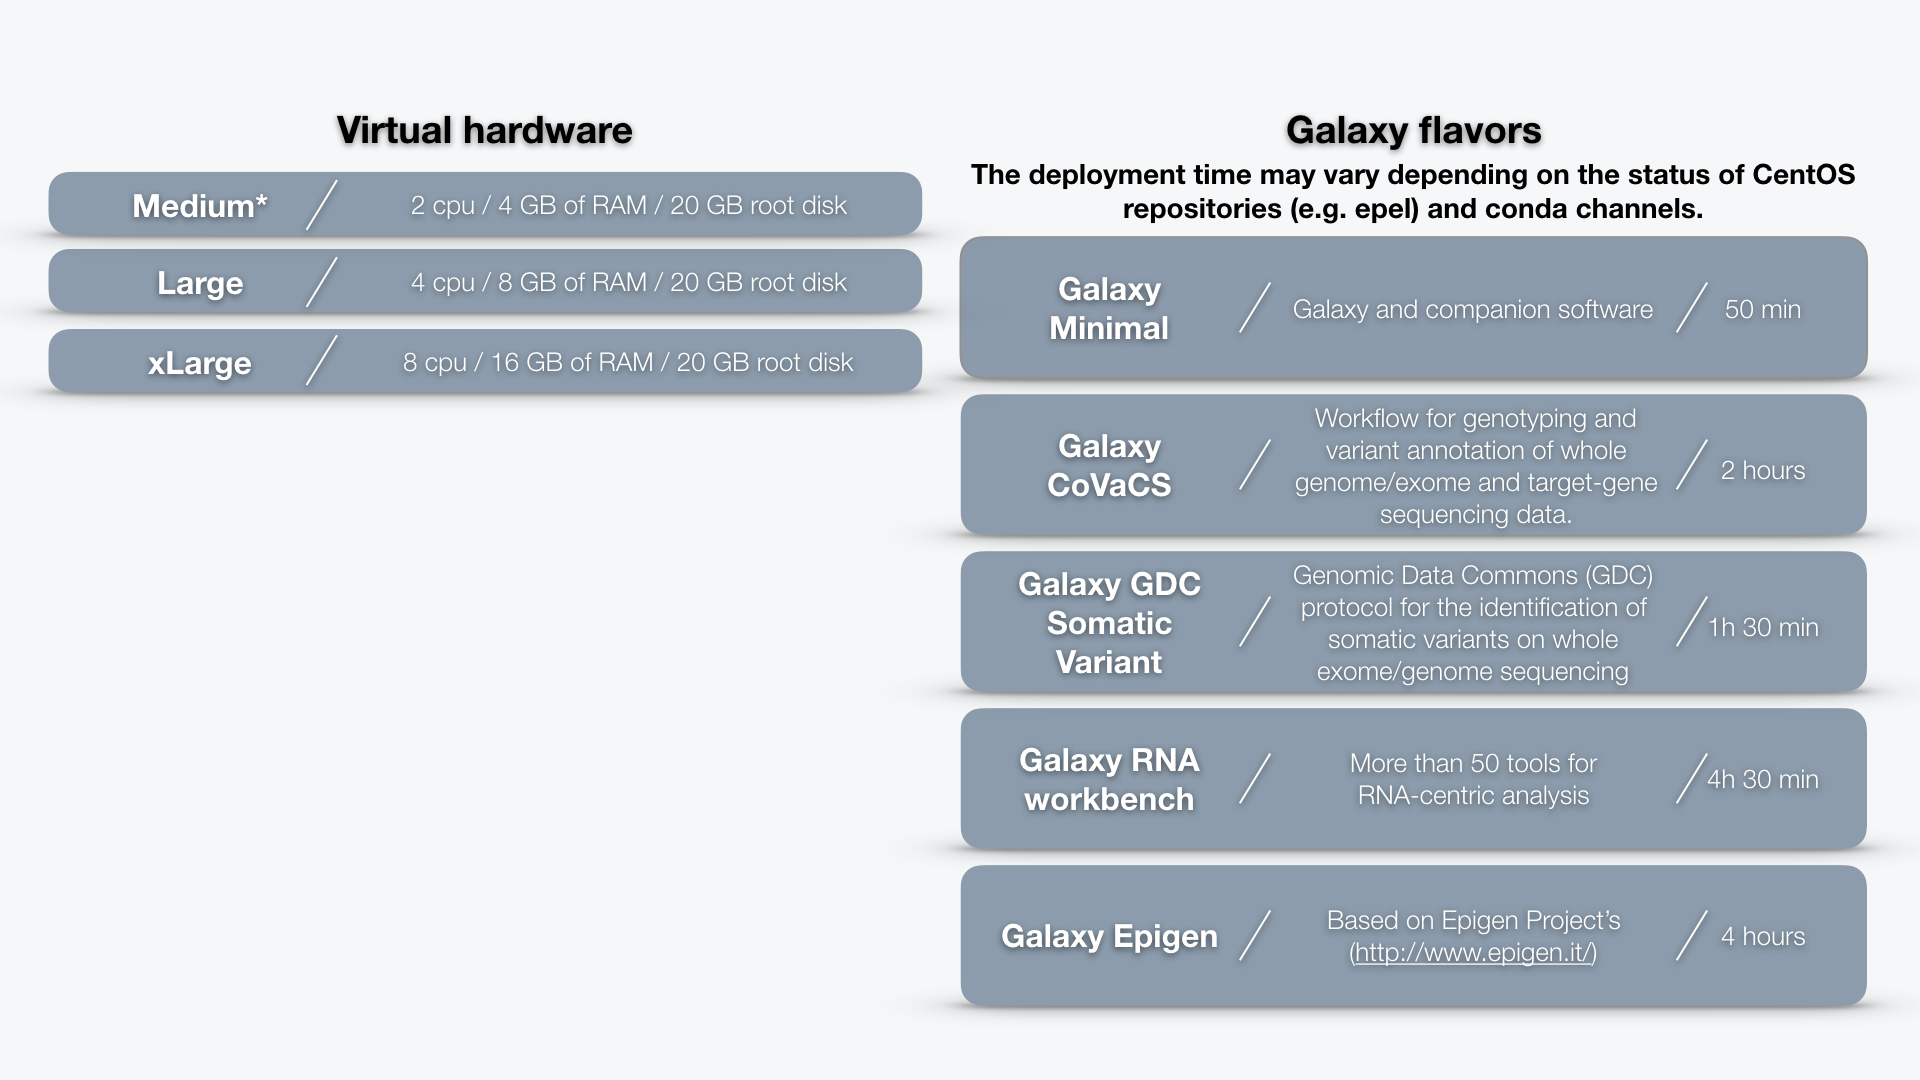 Virtual hardware
Medium*
2 cpu / 4 GB of RAM / 20 GB root disk
Large
4 cpu / 8 GB of RAM / 20 GB root disk
xLarge
8 cpu / 16 GB of RAM / 20 GB root disk
Galaxy flavors
The deployment time may vary depending on the status of CentOS
repositories (e.g. epel) and conda channels.
Galaxy
Minimal
Galaxy and companion software
50 min
Galaxy
CoVaCS
Workflow for genotyping and
variant annotation of whole
genome/exome and target-gene
sequencing data.
2 hours
Galaxy GDC
Somatic
Variant
Genomic Data Commons (GDC)
protocol for the identification of
somatic variants on whole
exome/genome sequencing
1h 30 min
Galaxy RNA
workbench
More than 50 tools for
RNA-centric analysis
4h 30 min
Galaxy Epigen
Based on Epigen Project’s
(http://www.epigen.it/)
4 hours